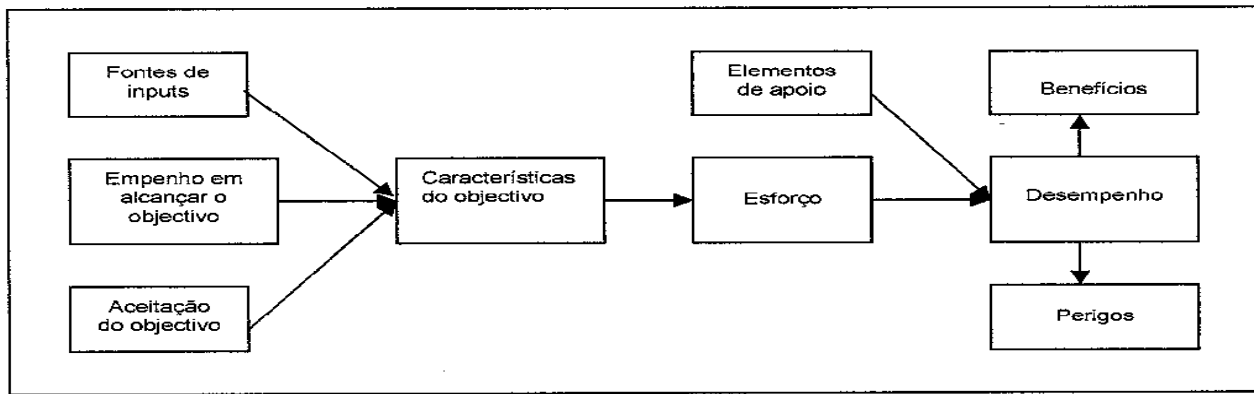 Fontes de
inputs
Empenho em
alcançar o
objectivo
Aceitação
do objectivo
Características
do objectivo
Elementos
de apoio
Esforço
Benefícios
Desempenho
Perigos